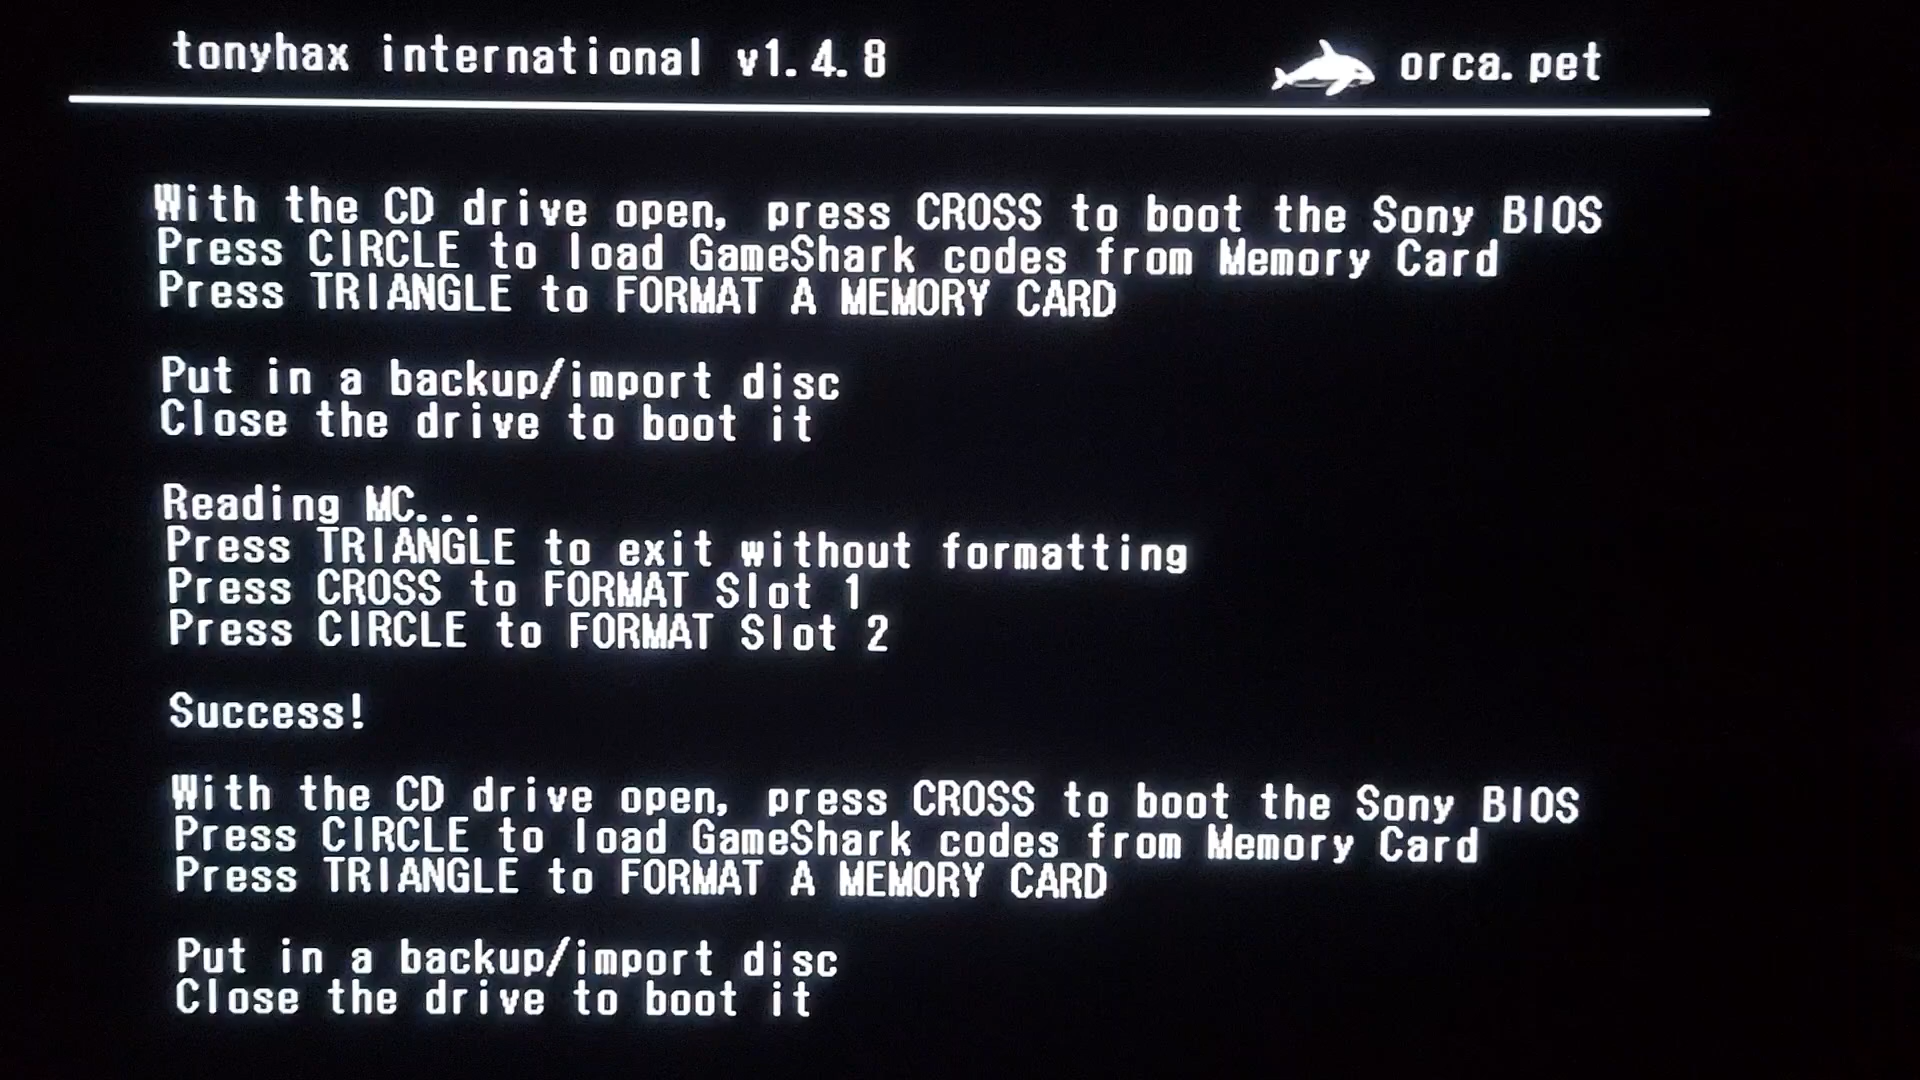 tonyhax international v1.4.8
orca.pet
With the CD drive open, press CROSS to boot the Sony BIOS
Press CIRCLE to load GameShark codes from Memory Card
Press TRIANGLE to FORMAT A MEMORY CARD
Put in a backup/import disc
Close the drive to boot it
Reading MC...
Press TRIANGLE to exit without formatting
Press CROSS to FORMAT Slot 1
Press CIRCLE to FORMAT Slot 2
Success!
With the CD drive open, press CROSS to boot the Sony BIOS
Press CIRCLE to load GameShark codes from Memory Card
Press TRIANGLE to FORMAT A MEMORY CARD
Put in a backup/import disc
Close the drive to boot it